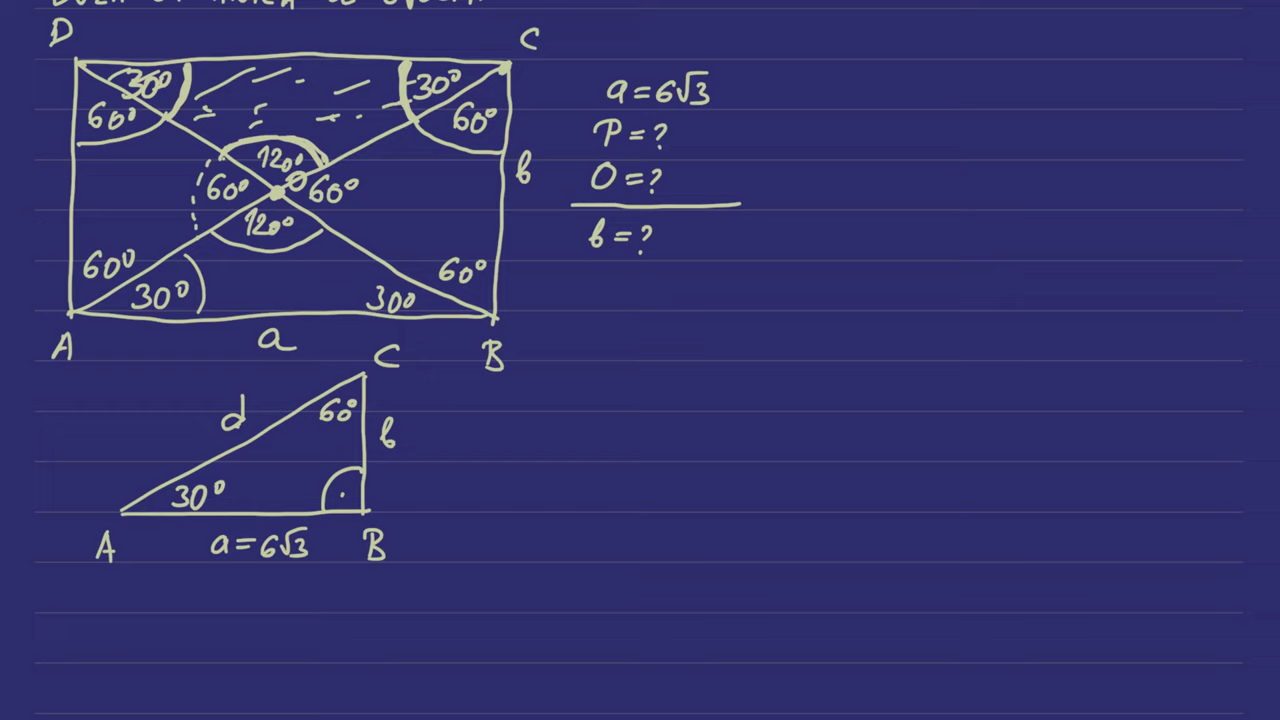 D C
30° 30°
60° 60°
120°
60° O 60° b
120°
60° 60°
30° 30°
A a B
a=6√3
P=?
O=?
b=?
C
d 60° b
30°
A a=6√3 B